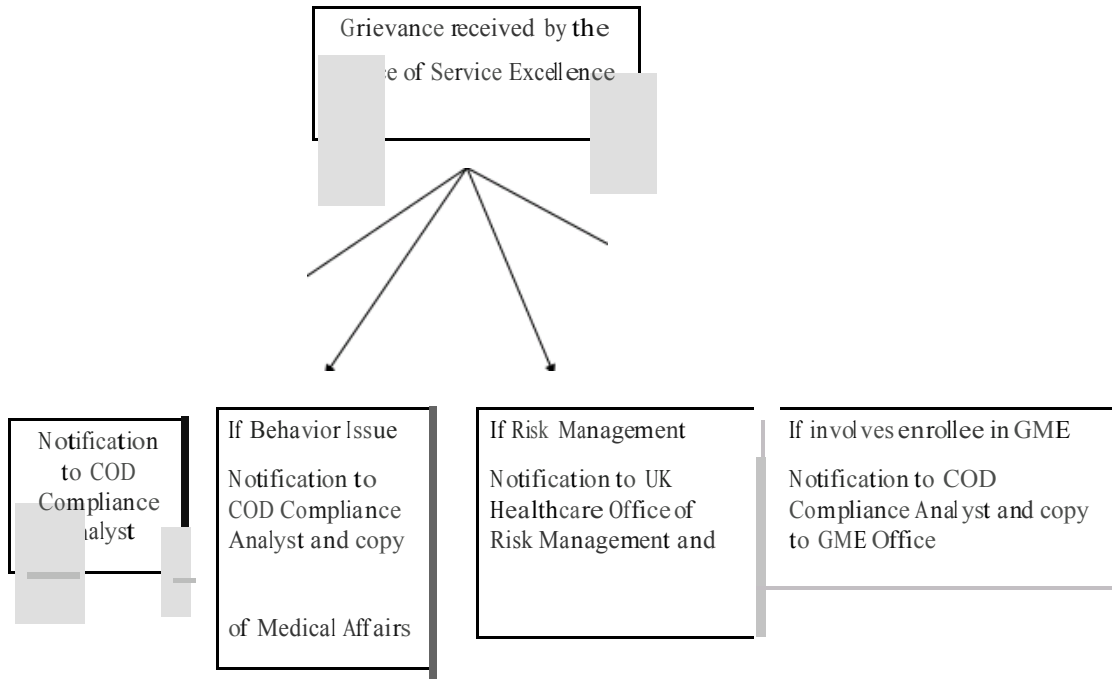 Grievance received by the
of Service Excellence
Notification
to COD
Compliance
If Behavior Issue
Notification to
COD Compliance
Analyst and copy
of Medical Affairs
If Risk Management
Notification to UK
Healthcare Office of
Risk Management and
If involves enrollee in GME
Notification to COD
Compliance Analyst and copy
to GME Office